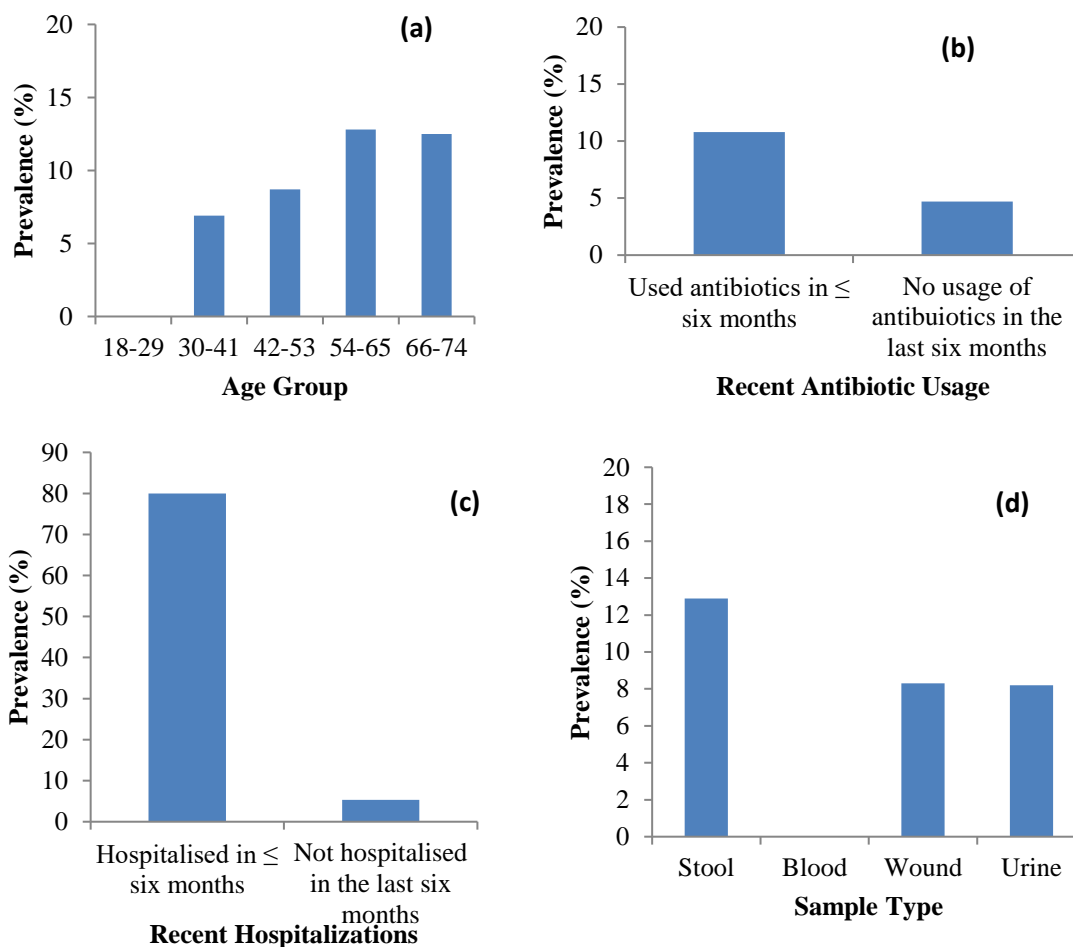 (a)
Prevalence (%)
20
15
10
5
0
18-29 30-41 42-53 54-65 66-74
Age Group
(b)
Prevalence (%)
20
15
10
5
0
Used antibiotics in ≤
six months
No usage of
antibuiotics in the
last six months
Recent Antibiotic Usage
(c)
Prevalence (%)
90
80
70
60
50
40
30
20
10
0
Hospitalised in ≤
six months
Not hospitalised
in the last six
months
Recent Hospitalizations
(d)
Prevalence (%)
20
18
16
14
12
10
8
6
4
2
0
Stool Blood Wound Urine
Sample Type